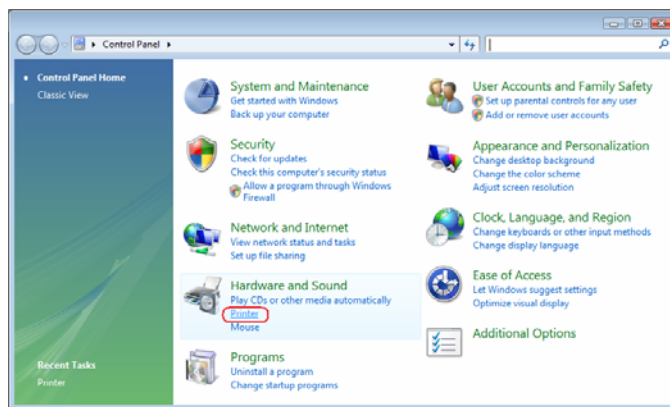 Control Panel
Control Panel Home
Classic View
System and Maintenance
Get started with Windows
Back up your computer
Security
Check for updates
Check this computer's security status
Allow a program through Windows
Firewall
Network and Internet
View network status and tasks
Set up file sharing
Hardware and Sound
Play CDs or other media automatically
Printer
Mouse
Programs
Uninstall a program
Change startup programs
User Accounts and Family Safety
Set up parental controls for any user
Add or remove user accounts
Appearance and Personalization
Change desktop background
Change the color scheme
Adjust screen resolution
Clock, Language, and Region
Change keyboards or other input methods
Change display language
Ease of Access
Let Windows suggest settings
Optimize visual display
Additional Options
Recent Tasks
Printer